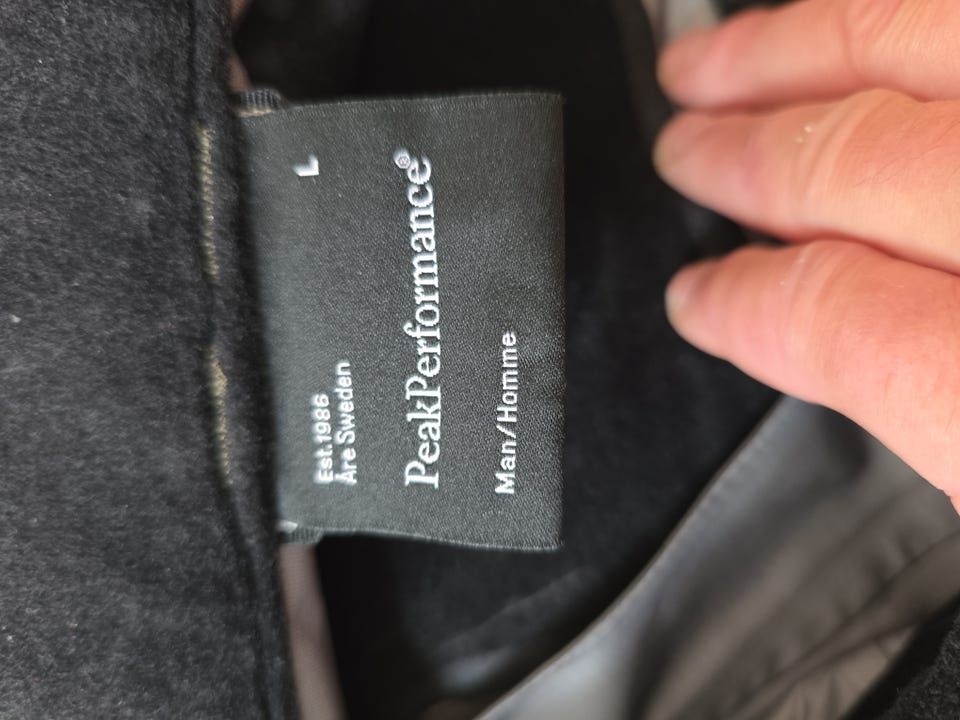 Est.1986
Åre Sweden
L
PeakPerformance®
Man/Homme